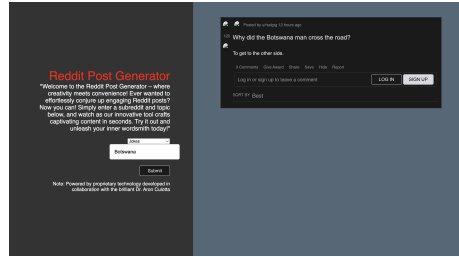 Reddit Post Generator
"Welcome to the Reddit Post Generator – where
creativity meets convenience! Ever wanted to
effortlessly conjure up engaging Reddit posts?
Now you can! Simply enter a subreddit and topic
below, and watch as our innovative tool crafts
captivating content in seconds. Try it out and
unleash your inner wordsmith today!"
Jokes
Botswana
Submit
Note: Powered by proprietary technology developed in
collaboration with the brilliant Dr. Aron Culotta
12 hours ago
Why did the Botswana man cross the road?
To get to the other side.
0 Comments Give Award Share Save Hide Report
Log in or sign up to leave a comment
LOG IN
SIGN UP
SORT BY Best